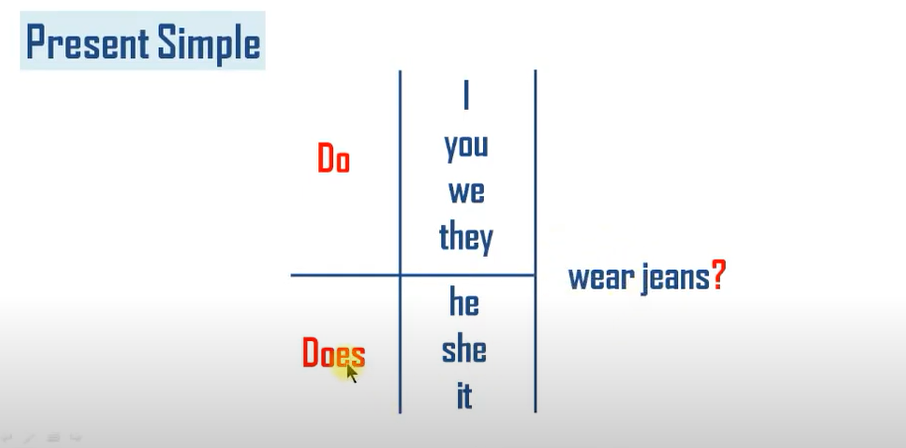 Present Simple
Do
I
you
we
they
Does
he
she
it
wear jeans?